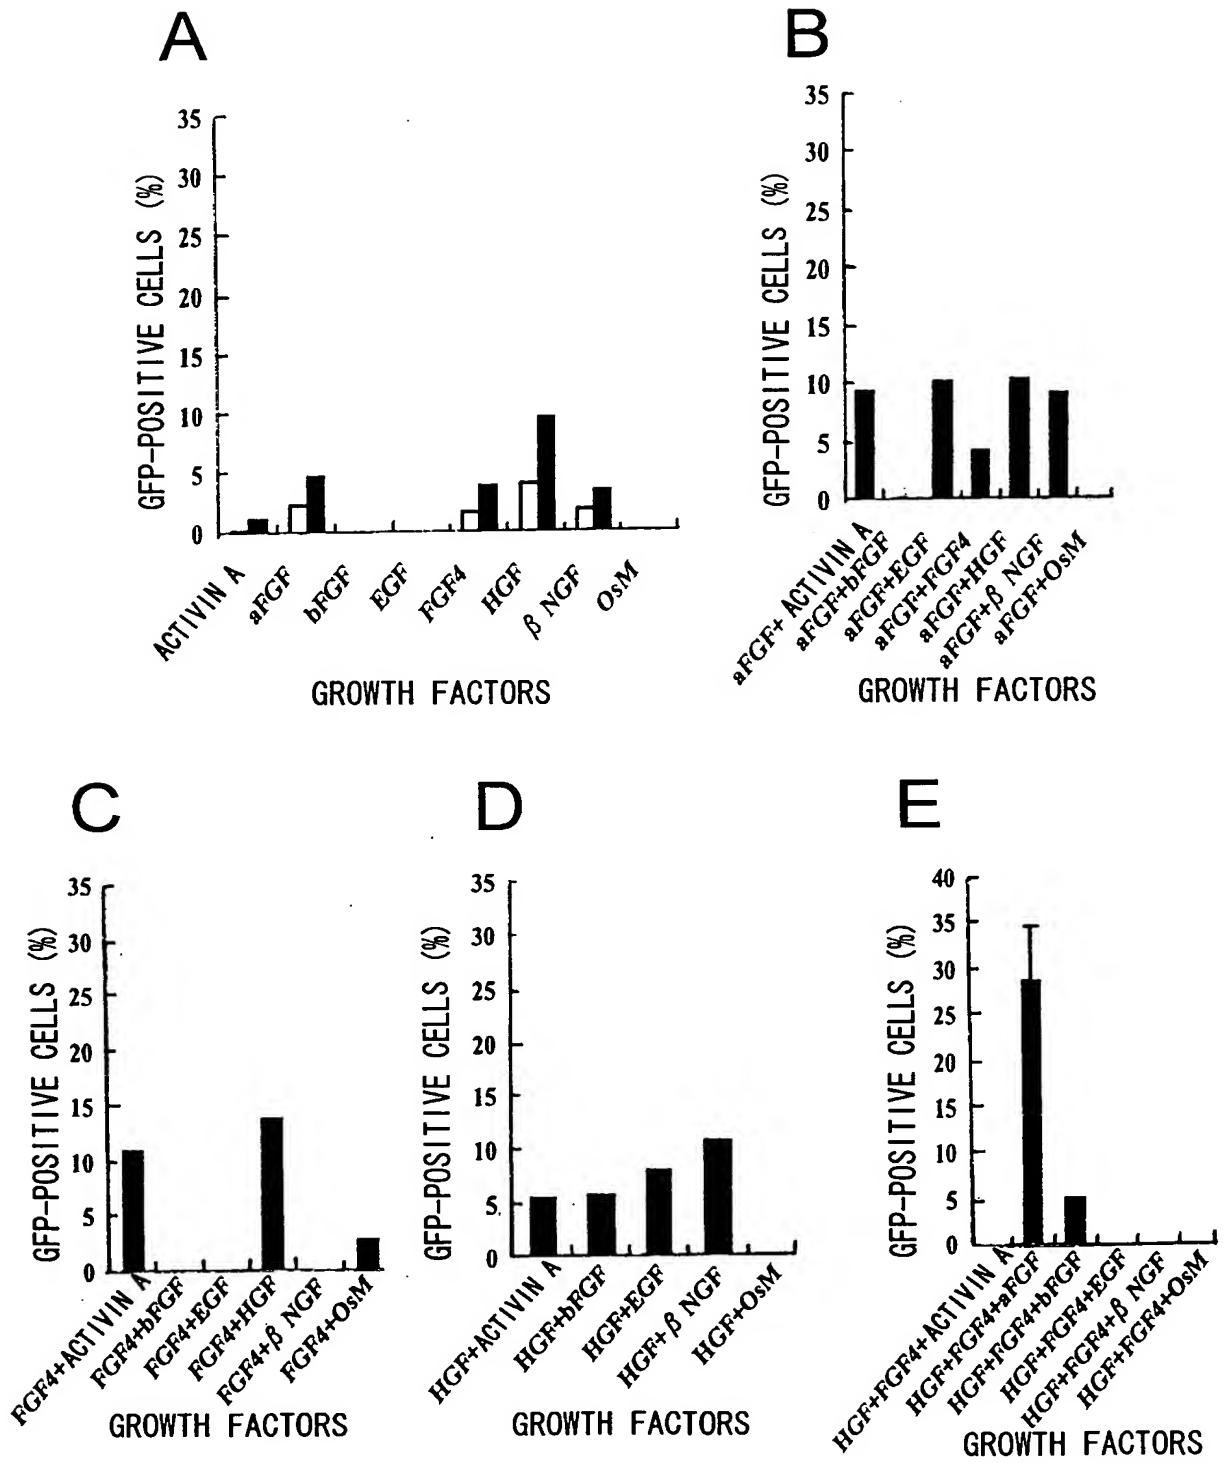 A
GFP-POSITIVE CELLS (%)
35
30
25
20
15
10
5
0
ACTIVIN A
aFGF
bFGF
EGF
FGF4
HGF
β NGF
OsM
GROWTH FACTORS
B
GFP-POSITIVE CELLS (%)
35
30
25
20
15
10
5
0
aFGF+ ACTIVIN A
aFGF+bFGF
aFGF+EGF
aFGF+FGF4
aFGF+HGF
aFGF+β NGF
aFGF+OsM
GROWTH FACTORS
C
GFP-POSITIVE CELLS (%)
35
30
25
20
15
10
5
0
FGF4+ACTIVIN A
FGF4+bFGF
FGF4+EGF
FGF4+HGF
FGF4+β NGF
FGF4+OsM
GROWTH FACTORS
D
GFP-POSITIVE CELLS (%)
35
30
25
20
15
10
5
0
HGF+ACTIVIN A
HGF+bFGF
HGF+EGF
HGF+β NGF
HGF+OsM
GROWTH FACTORS
E
GFP-POSITIVE CELLS (%)
40
35
30
25
20
15
10
5
0
HGF+FGF4+ACTIVIN A
HGF+FGF4+aFGF
HGF+FGF4+bFGF
HGF+FGF4+EGF
HGF+FGF4+β NGF
HGF+FGF4+OsM
GROWTH FACTORS